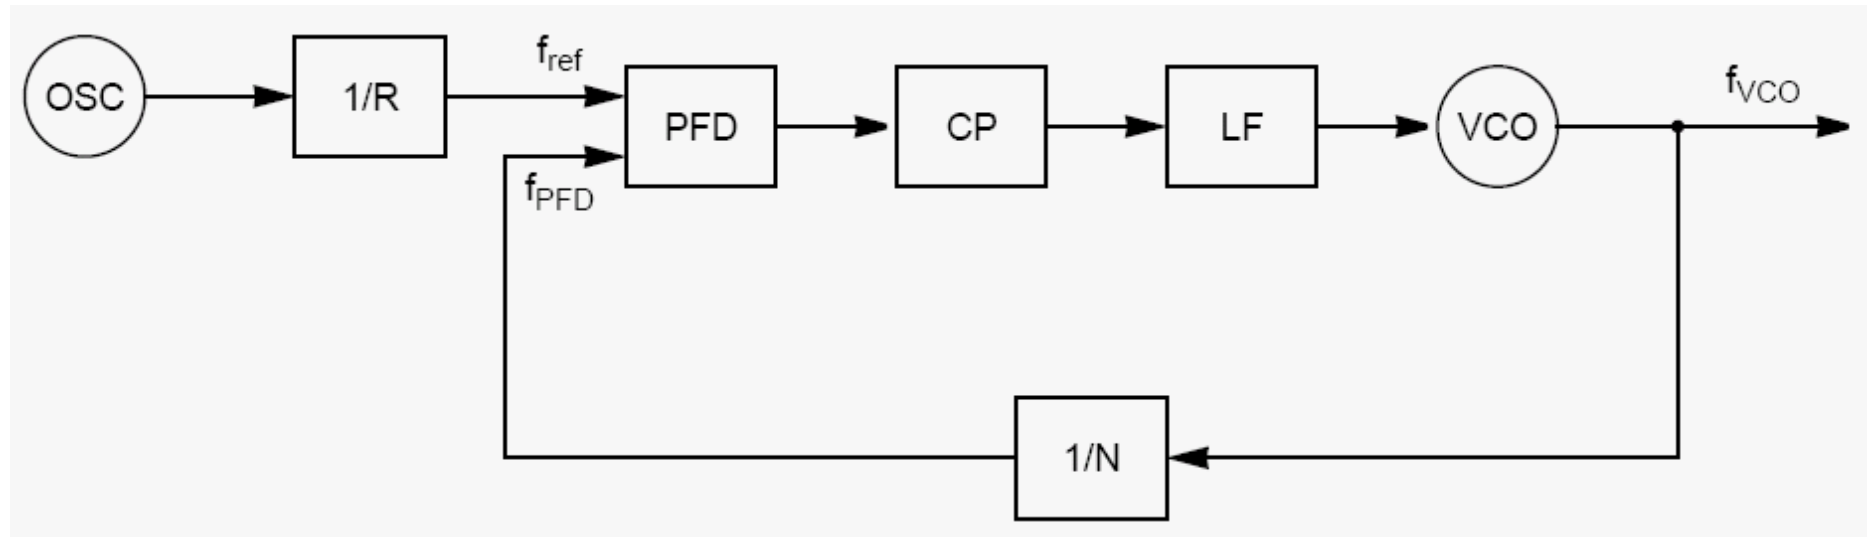 OSC
1/R
fref
fPFD
PFD
CP
LF
VCO
fVCO
1/N